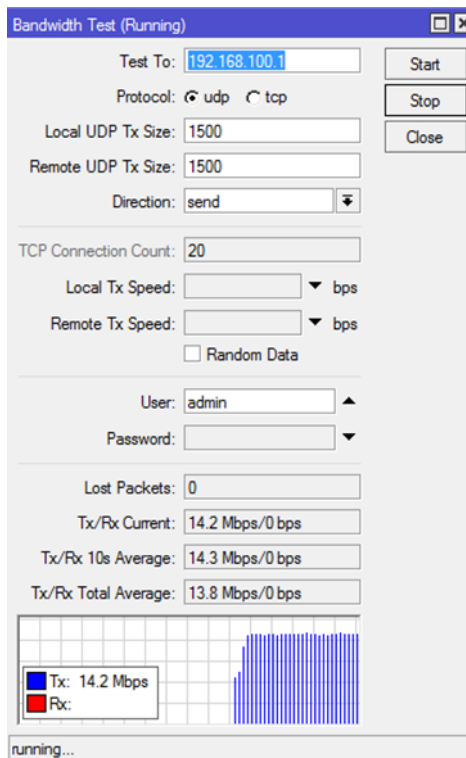 Bandwidth Test (Running)
Test To: 192.168.100.1
Start
Protocol: udp tcp
Stop
Local UDP Tx Size: 1500
Close
Remote UDP Tx Size: 1500
Direction: send
TCP Connection Count: 20
Local Tx Speed: bps
Remote Tx Speed: bps
Random Data
User: admin
Password:
Lost Packets: 0
Tx/Rx Current: 14.2 Mbps/0 bps
Tx/Rx 10s Average: 14.3 Mbps/0 bps
Tx/Rx Total Average: 13.8 Mbps/0 bps
Tx: 14.2 Mbps
Rx:
running...